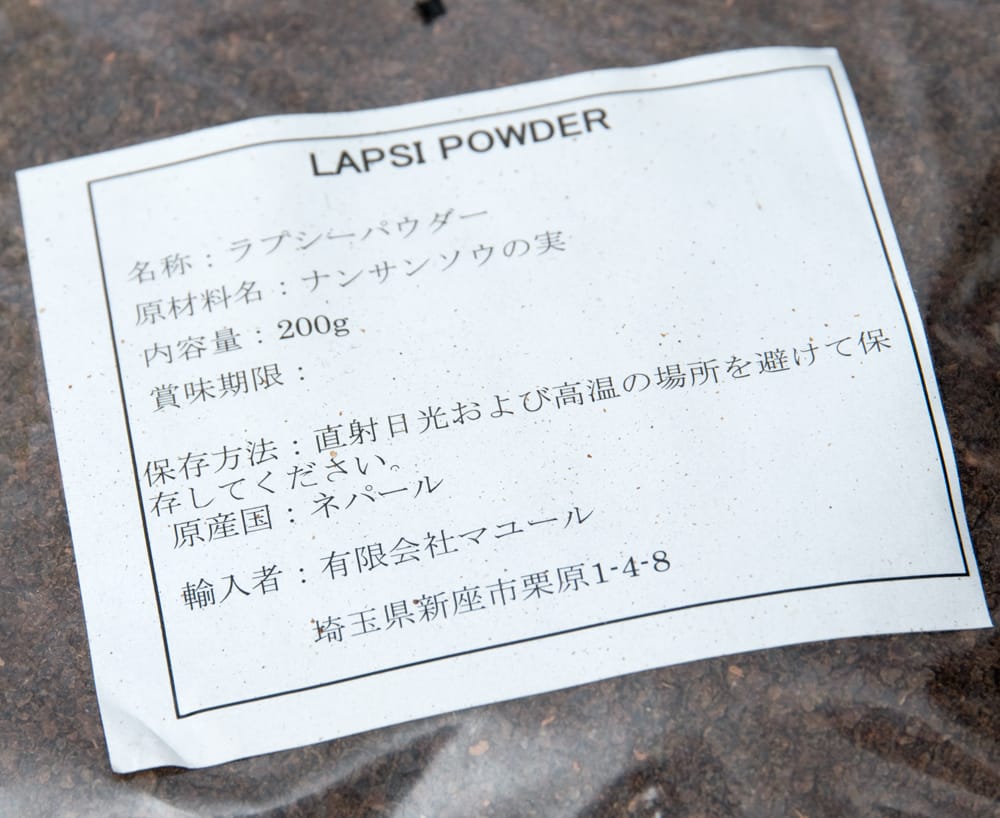 LAPSI POWDER
名称：ラプシーパウダー
原材料名：ナンサンソウの実
内容量：200g
賞味期限：
保存方法：直射日光および高温の場所を避けて保
存してください。
原産国：ネパール
輸入者：有限会社マユール
埼玉県新座市栗原1-4-8